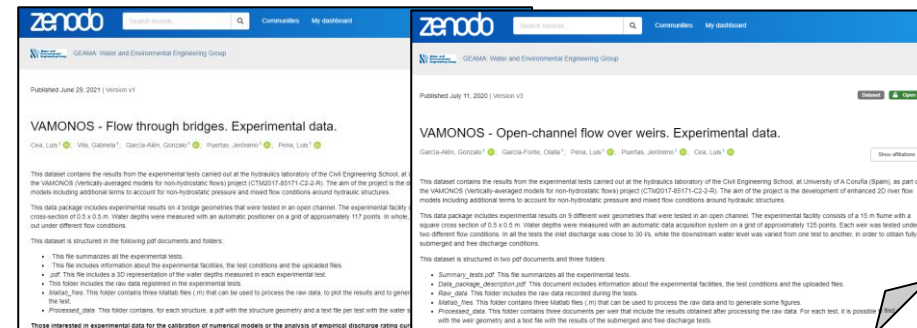 zenodo
Search records...
Communities My dashboard
GEAMA: Water and Environmental Engineering Group
Published June 29, 2021 | Version v1
VAMONOS - Flow through bridges. Experimental data.
Cea, Luis¹; Vila, Gabriela¹; García-Alén, Gonzalo¹; Puertas, Jerónimo¹; Pena, Luis¹
This dataset contains the results from the experimental tests carried out at the hydraulics laboratory of the Civil Engineering School, at
the VAMONOS (Vertically-averaged models for non-hydrostatic flows) project (CTM2017-85171-C2-2-R). The aim of the project is the
models including additional terms to account for non-hydrostatic pressure and mixed flow conditions around hydraulic structures.
This data package includes experimental results on 4 bridge geometries that were tested in an open channel. The experimental facility
cross-section of 0.5 x 0.5 m. Water depths were measured with an automatic positioner on a grid of approximately 117 points. In whole,
out under different flow conditions.
This dataset is structured in the following pdf documents and folders:
. This file summarizes all the experimental tests.
. This file includes information about the experimental facilities, the test conditions and the uploaded files.
.pdf. This file includes a 3D representation of the water depths measured in each experimental test.
This folder includes the raw data registered in the experimental tests.
Matlab_files. This folder contains three Matlab files (.m) that can be used to process the raw data, to plot the results and to
the test.
Processed_data. This folder contains, for each structure, a pdf with the structure geometry and a text file per test with the water
Those interested in experimental data for the calibration of numerical models or the analysis of empirical discharge rating
zenodo
Search records...
Communities My dashboard
GEAMA: Water and Environmental Engineering Group
Published July 11, 2020 | Version v3
Dataset Open
VAMONOS - Open-channel flow over weirs. Experimental data.
García-Alén, Gonzalo¹; García-Fonte, Olalla¹; Pena, Luis¹; Puertas, Jerónimo¹; Cea, Luis¹
Show affiliations
This dataset contains the results from the experimental tests carried out at the hydraulics laboratory of the Civil Engineering School, at University of A Coruña (Spain), as part
the VAMONOS (Vertically-averaged models for non-hydrostatic flows) project (CTM2017-85171-C2-2-R). The aim of the project is the development of enhanced 2D river flow
models including additional terms to account for non-hydrostatic pressure and mixed flow conditions around hydraulic structures.
This data package includes experimental results on 9 different weir geometries that were tested in an open channel. The experimental facility consists of a 15 m flume with a
square cross section of 0.5 x 0.5 m. Water depths were measured with an automatic data acquisition system on a grid of approximately 125 points. Each weir was tested under
two different flow conditions. In all the tests the inlet discharge was close to 30 l/s, while the downstream water level was varied from one test to another, in order to obtain fully
submerged and free discharge conditions.
This dataset is structured in two pdf documents and three folders:
Summary_tests.pdf. This file summarizes all the experimental tests.
Data_package_description.pdf. This document includes information about the experimental facilities, the test conditions and the uploaded files.
Raw_data. This folder includes the raw data recorded during the tests.
Matlab_files. This folder contains three Matlab files (.m) that can be used to process the raw data and to generate some figures.
Processed_data. This folder contains three documents per weir that include the results obtained after processing the raw data. For each test, it is possible
with the weir geometry and a text file with the results of the submerged and free discharge tests.